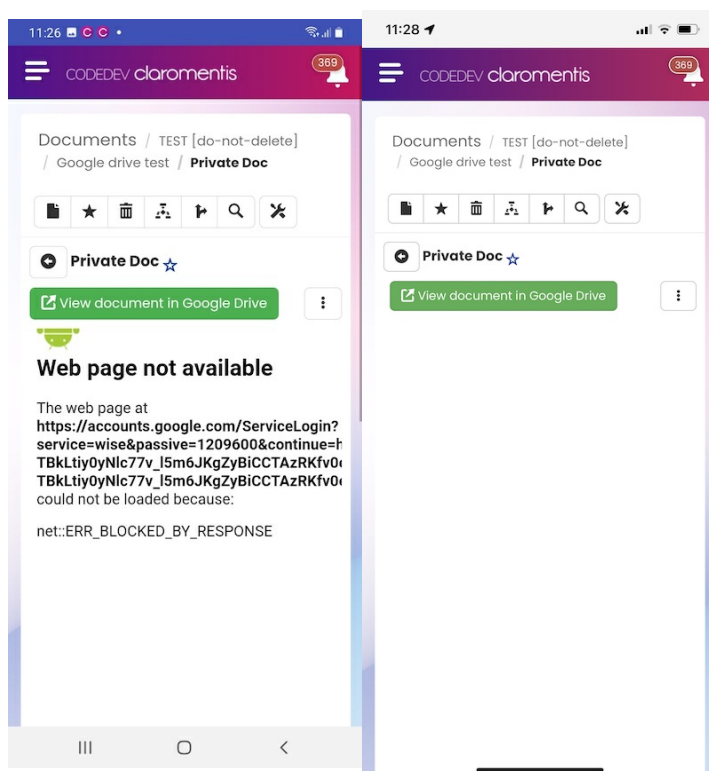 11:26
CODEDEV claromentis
369
Documents / TEST [do-not-delete]
/ Google drive test / Private Doc
Private Doc
View document in Google Drive
Web page not available
The web page at
https://accounts.google.com/ServiceLogin?
service=wise&passive=1209600&continue=h
TBkLtiy0yNlc77v_l5m6JKgZyBiCCTAzRKfv0
TBkLtiy0yNlc77v_l5m6JKgZyBiCCTAzRKfv0
could not be loaded because:
net::ERR_BLOCKED_BY_RESPONSE
11:28
CODEDEV claromentis
369
Documents / TEST [do-not-delete]
/ Google drive test / Private Doc
Private Doc
View document in Google Drive